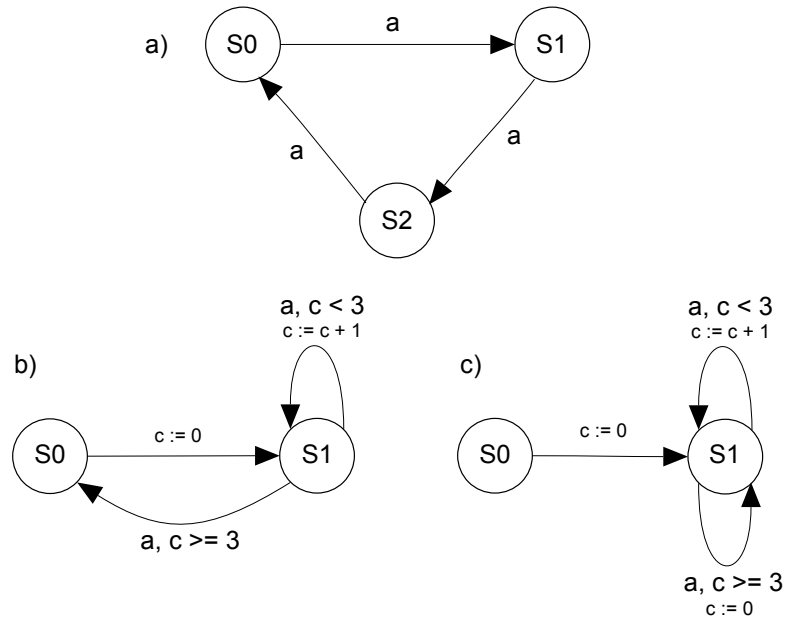 a)
S0
a
S1
a
a
S2
b)
a, c < 3
c := c + 1
S0
c := 0
S1
a, c >= 3
c)
a, c < 3
c := c + 1
S0
c := 0
S1
a, c >= 3
c := 0